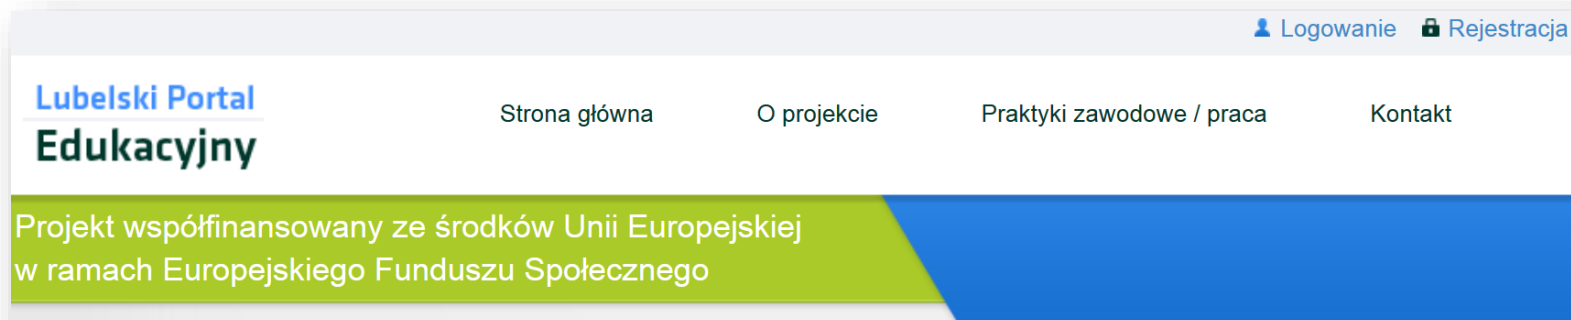 Logowanie Rejestracja
Lubelski Portal
Edukacyjny
Strona główna O projekcie Praktyki zawodowe / praca Kontakt
Projekt współfinansowany ze środków Unii Europejskiej
w ramach Europejskiego Funduszu Społecznego